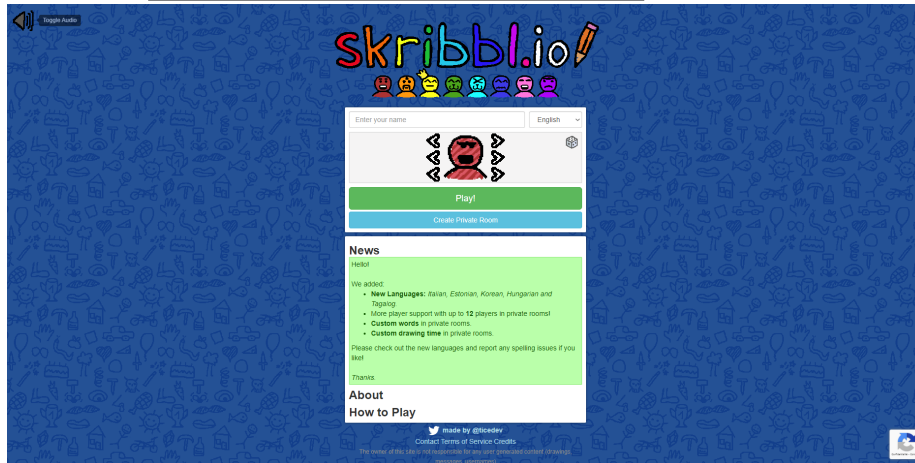 Toggle Audio
skribbl.io
Enter your name
English
Play!
Create Private Room
News
Hello!
We added:
New Languages: Italian, Estonian, Korean, Hungarian and
Tagalog
More player support with up to 12 players in private rooms!
Custom words in private rooms.
Custom drawing time in private rooms.
Please check out the new languages and report any spelling issues if you
like!
Thanks.
About
How to Play
made by @ticedev
Contact Terms of Service Credits
The owner of this site is not responsible for any user generated content (drawings,